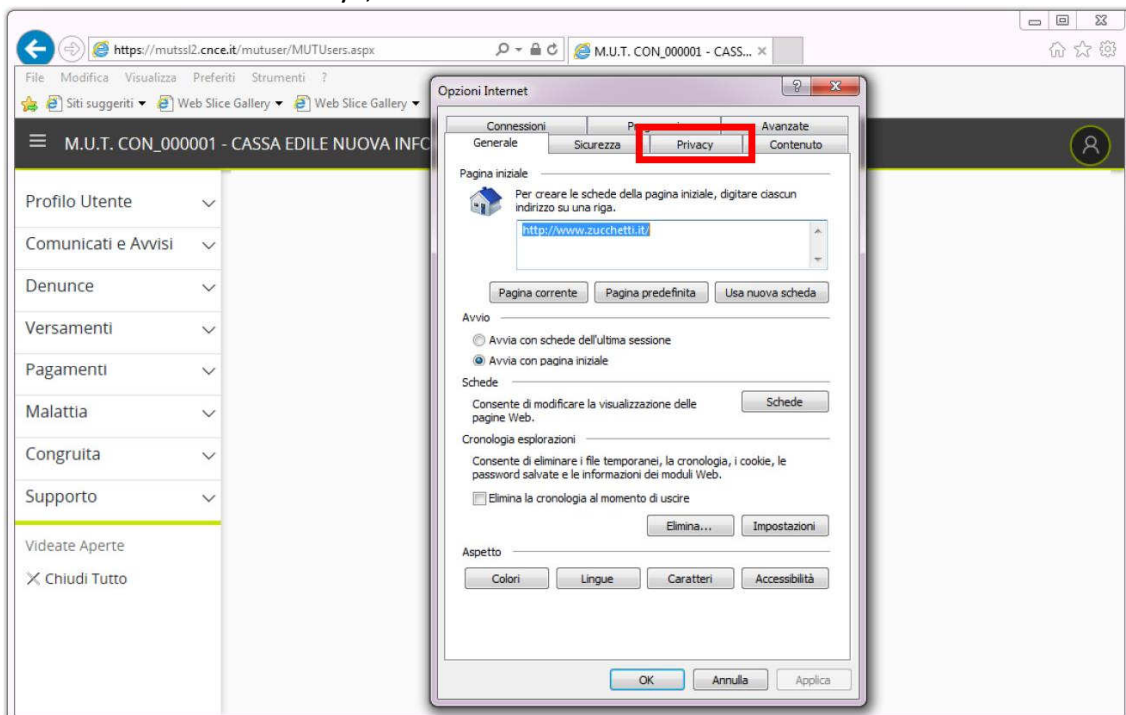 https://mutssl2.cnce.it/mutuser/MUTUsers.aspx
M.U.T. CON_000001 - CASS...
File Modifica Visualizza Preferiti Strumenti ?
Siti suggeriti Web Slice Gallery Web Slice Gallery
M.U.T. CON_000001 - CASSA EDILE NUOVA INFO
Profilo Utente
Comunicati e Avvisi
Denunce
Versamenti
Pagamenti
Malattia
Congruita
Supporto
Videate Aperte
Chiudi Tutto
Opzioni Internet
Connessioni Avanzate
Generale Sicurezza Privacy Contenuto
Pagina iniziale
Per creare le schede della pagina iniziale, digitare ciascun
indirizzo su una riga.
http://www.zucchetti.it/
Pagina corrente Pagina predefinita Usa nuova scheda
Avvio
Avvia con schede dell'ultima sessione
Avvia con pagina iniziale
Schede
Consente di modificare la visualizzazione delle
pagine Web.
Schede
Cronologia esplorazioni
Consente di eliminare i file temporanei, la cronologia, i cookie, le
password salvate e le informazioni dei moduli Web.
Elimina la cronologia al momento di uscire
Elimina... Impostazioni
Aspetto
Colori Lingue Caratteri Accessibilità
OK Annulla Applica